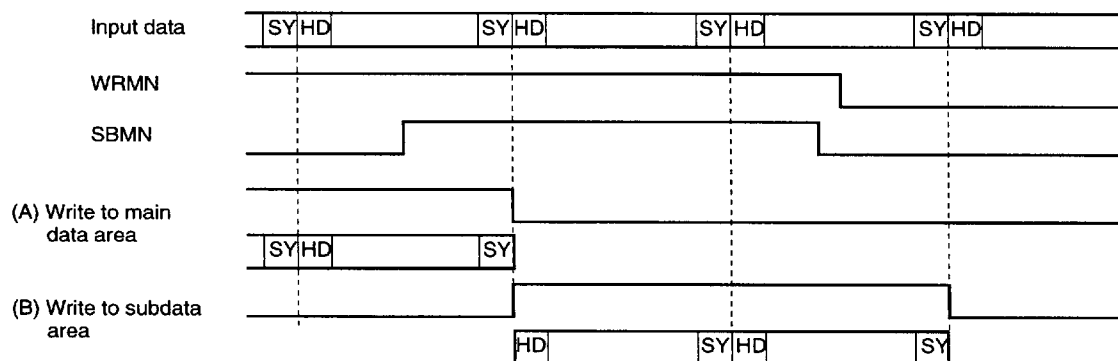 Input data SY HD SY HD SY HD SY HD
WRMN
SBMN
(A) Write to main
data area
SY HD SY
(B) Write to subdata
area
HD SY HD SY